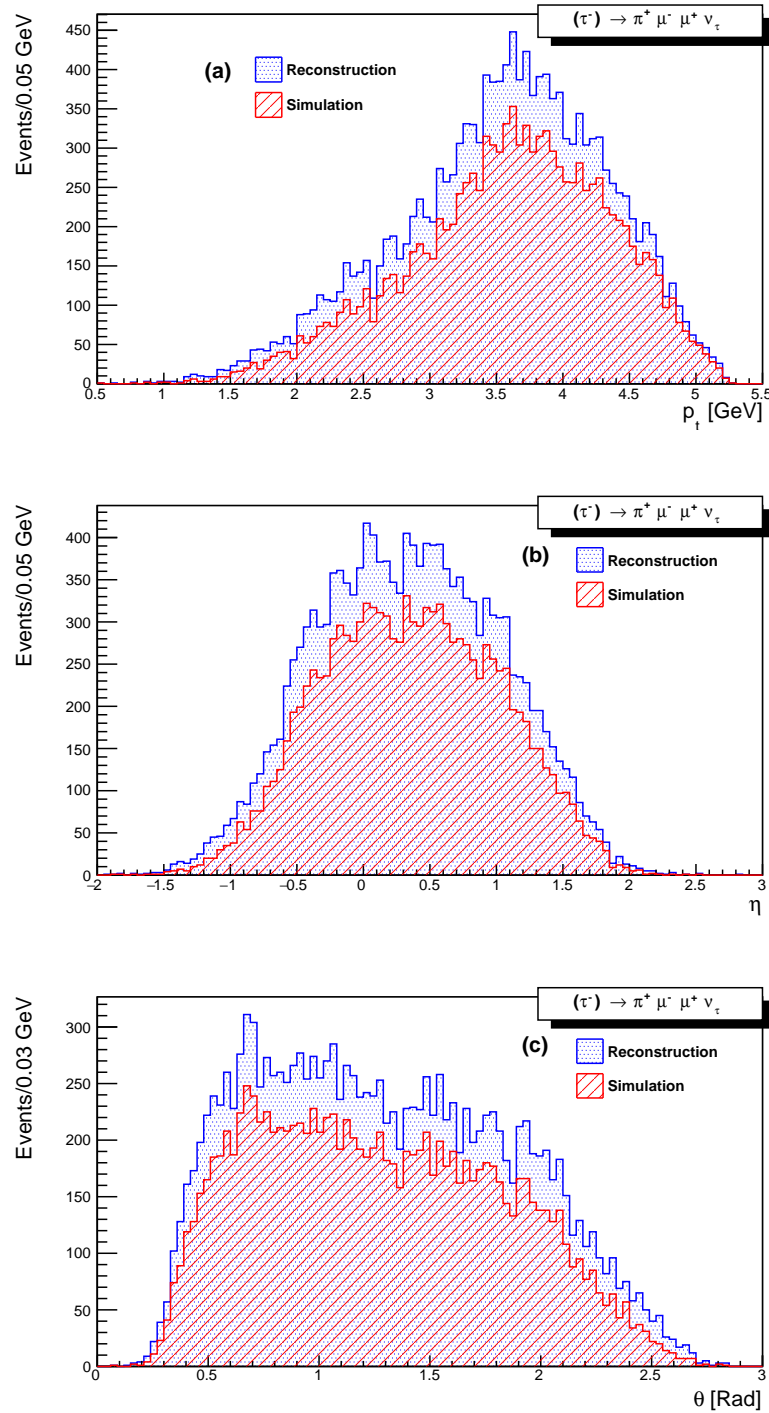 (τ-) → π+ μ- μ+ ντ
(a)
Reconstruction
Simulation
Events/0.05 GeV
450
400
350
300
250
200
150
100
50
0
0.5 1 1.5 2 2.5 3 3.5 4 4.5 5 5.5
pt [GeV]
(τ-) → π+ μ- μ+ ντ
(b)
Reconstruction
Simulation
Events/0.05 GeV
400
350
300
250
200
150
100
50
0
−2 −1.5 −1 −0.5 0 0.5 1 1.5 2 2.5 3
η
(τ-) → π+ μ- μ+ ντ
(c)
Reconstruction
Simulation
Events/0.03 GeV
300
250
200
150
100
50
0
0 0.5 1 1.5 2 2.5 3
θ [Rad]